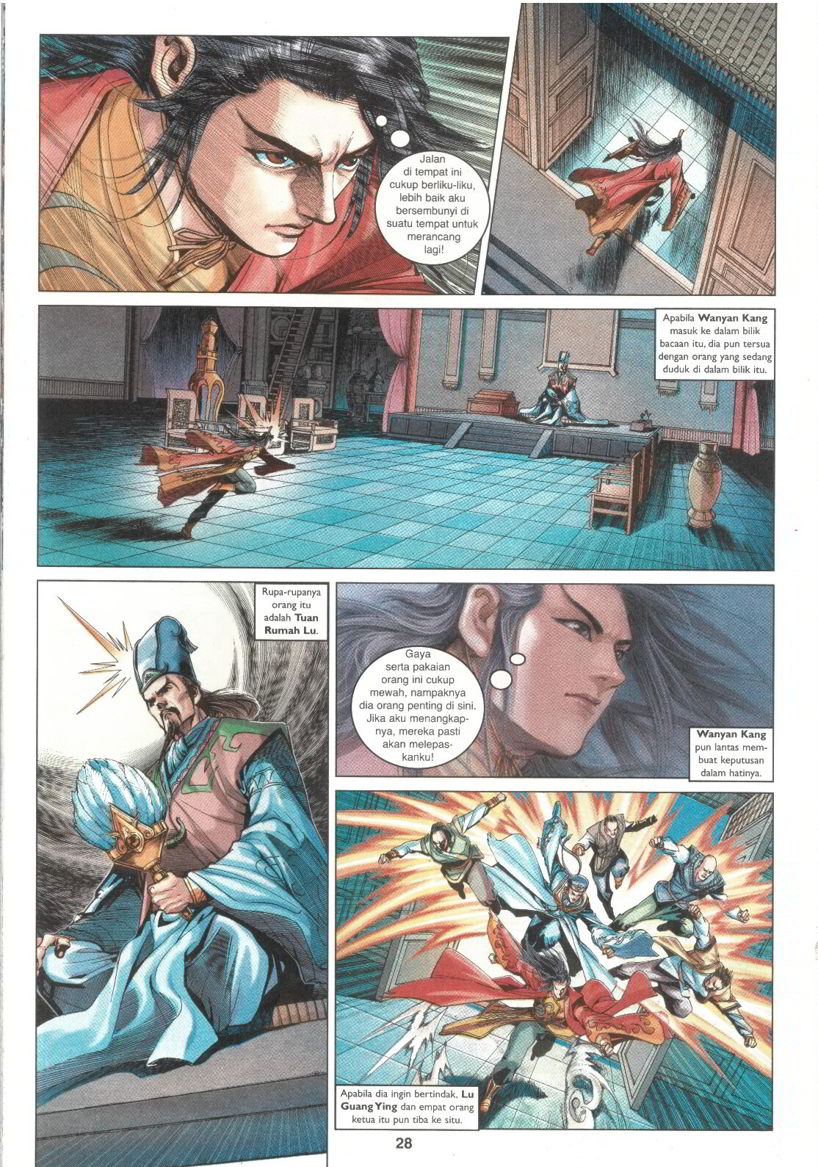 Jalan
di tempat ini
cukup berliku-liku,
lebih baik aku
bersembunyi di
suatu tempat untuk
merancang
lagi!
Apabila Wanyan Kang
masuk ke dalam bilik
bacaan itu, dia pun tersua
dengan orang yang sedang
duduk di dalam bilik itu.
Rupa-rupanya
orang itu
adalah Tuan
Rumah Lu.
Gaya
serta pakaian
orang ini cukup
mewah, nampaknya
dia orang penting di sini.
Jika aku menangkap-
nya, mereka pasti
akan melepas-
kanku!
Wanyan Kang
pun lantas mem-
buat keputusan
dalam hatinya.
Apabila dia ingin bertindak, Lu
Guang Ying dan empat orang
ketua itu pun tiba ke situ.
28